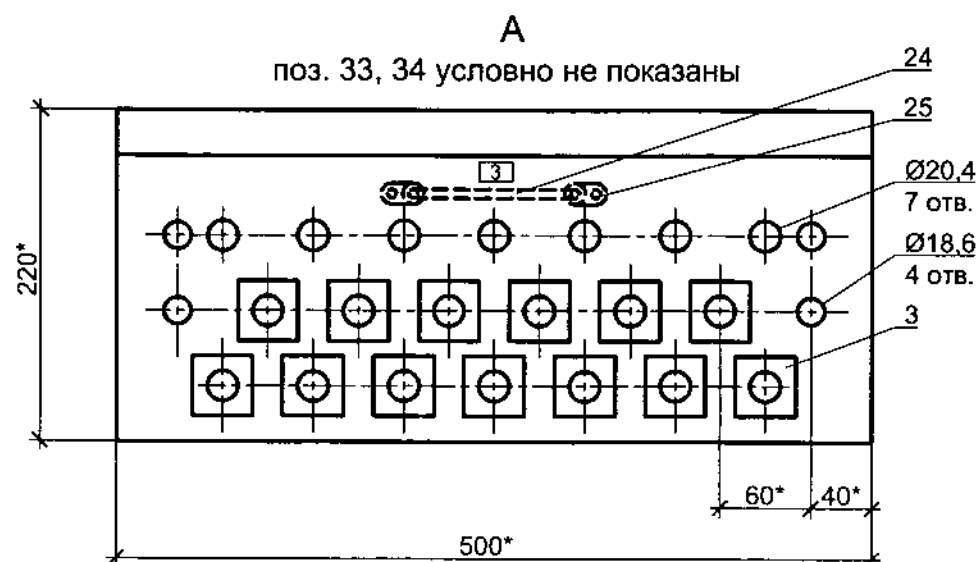 А
поз. 33, 34 условно не показаны
24
25
3
Ø20,4
7 отв.
Ø18,6
4 отв.
3
220*
60*
40*
500*